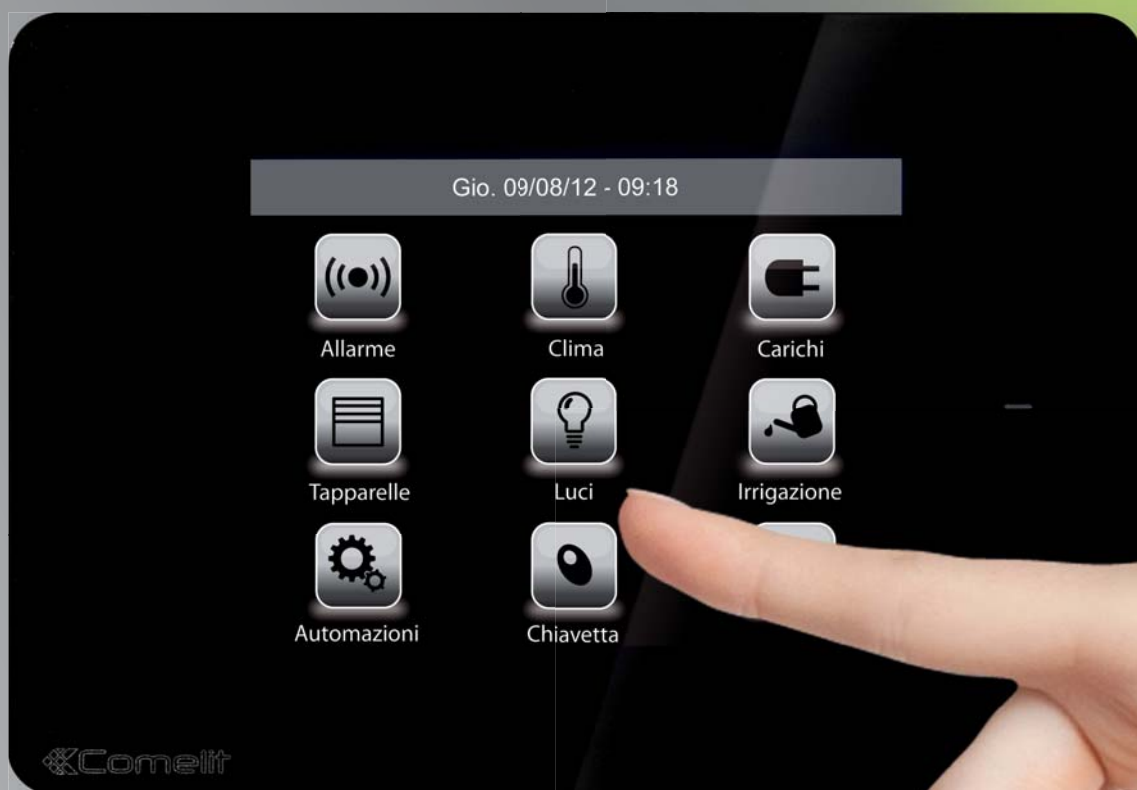 Gio. 09/08/12 - 09:18
Allarme
Clima
Carichi
Tapparelle
Luci
Irrigazione
Automazioni
Chiavetta
Comelit